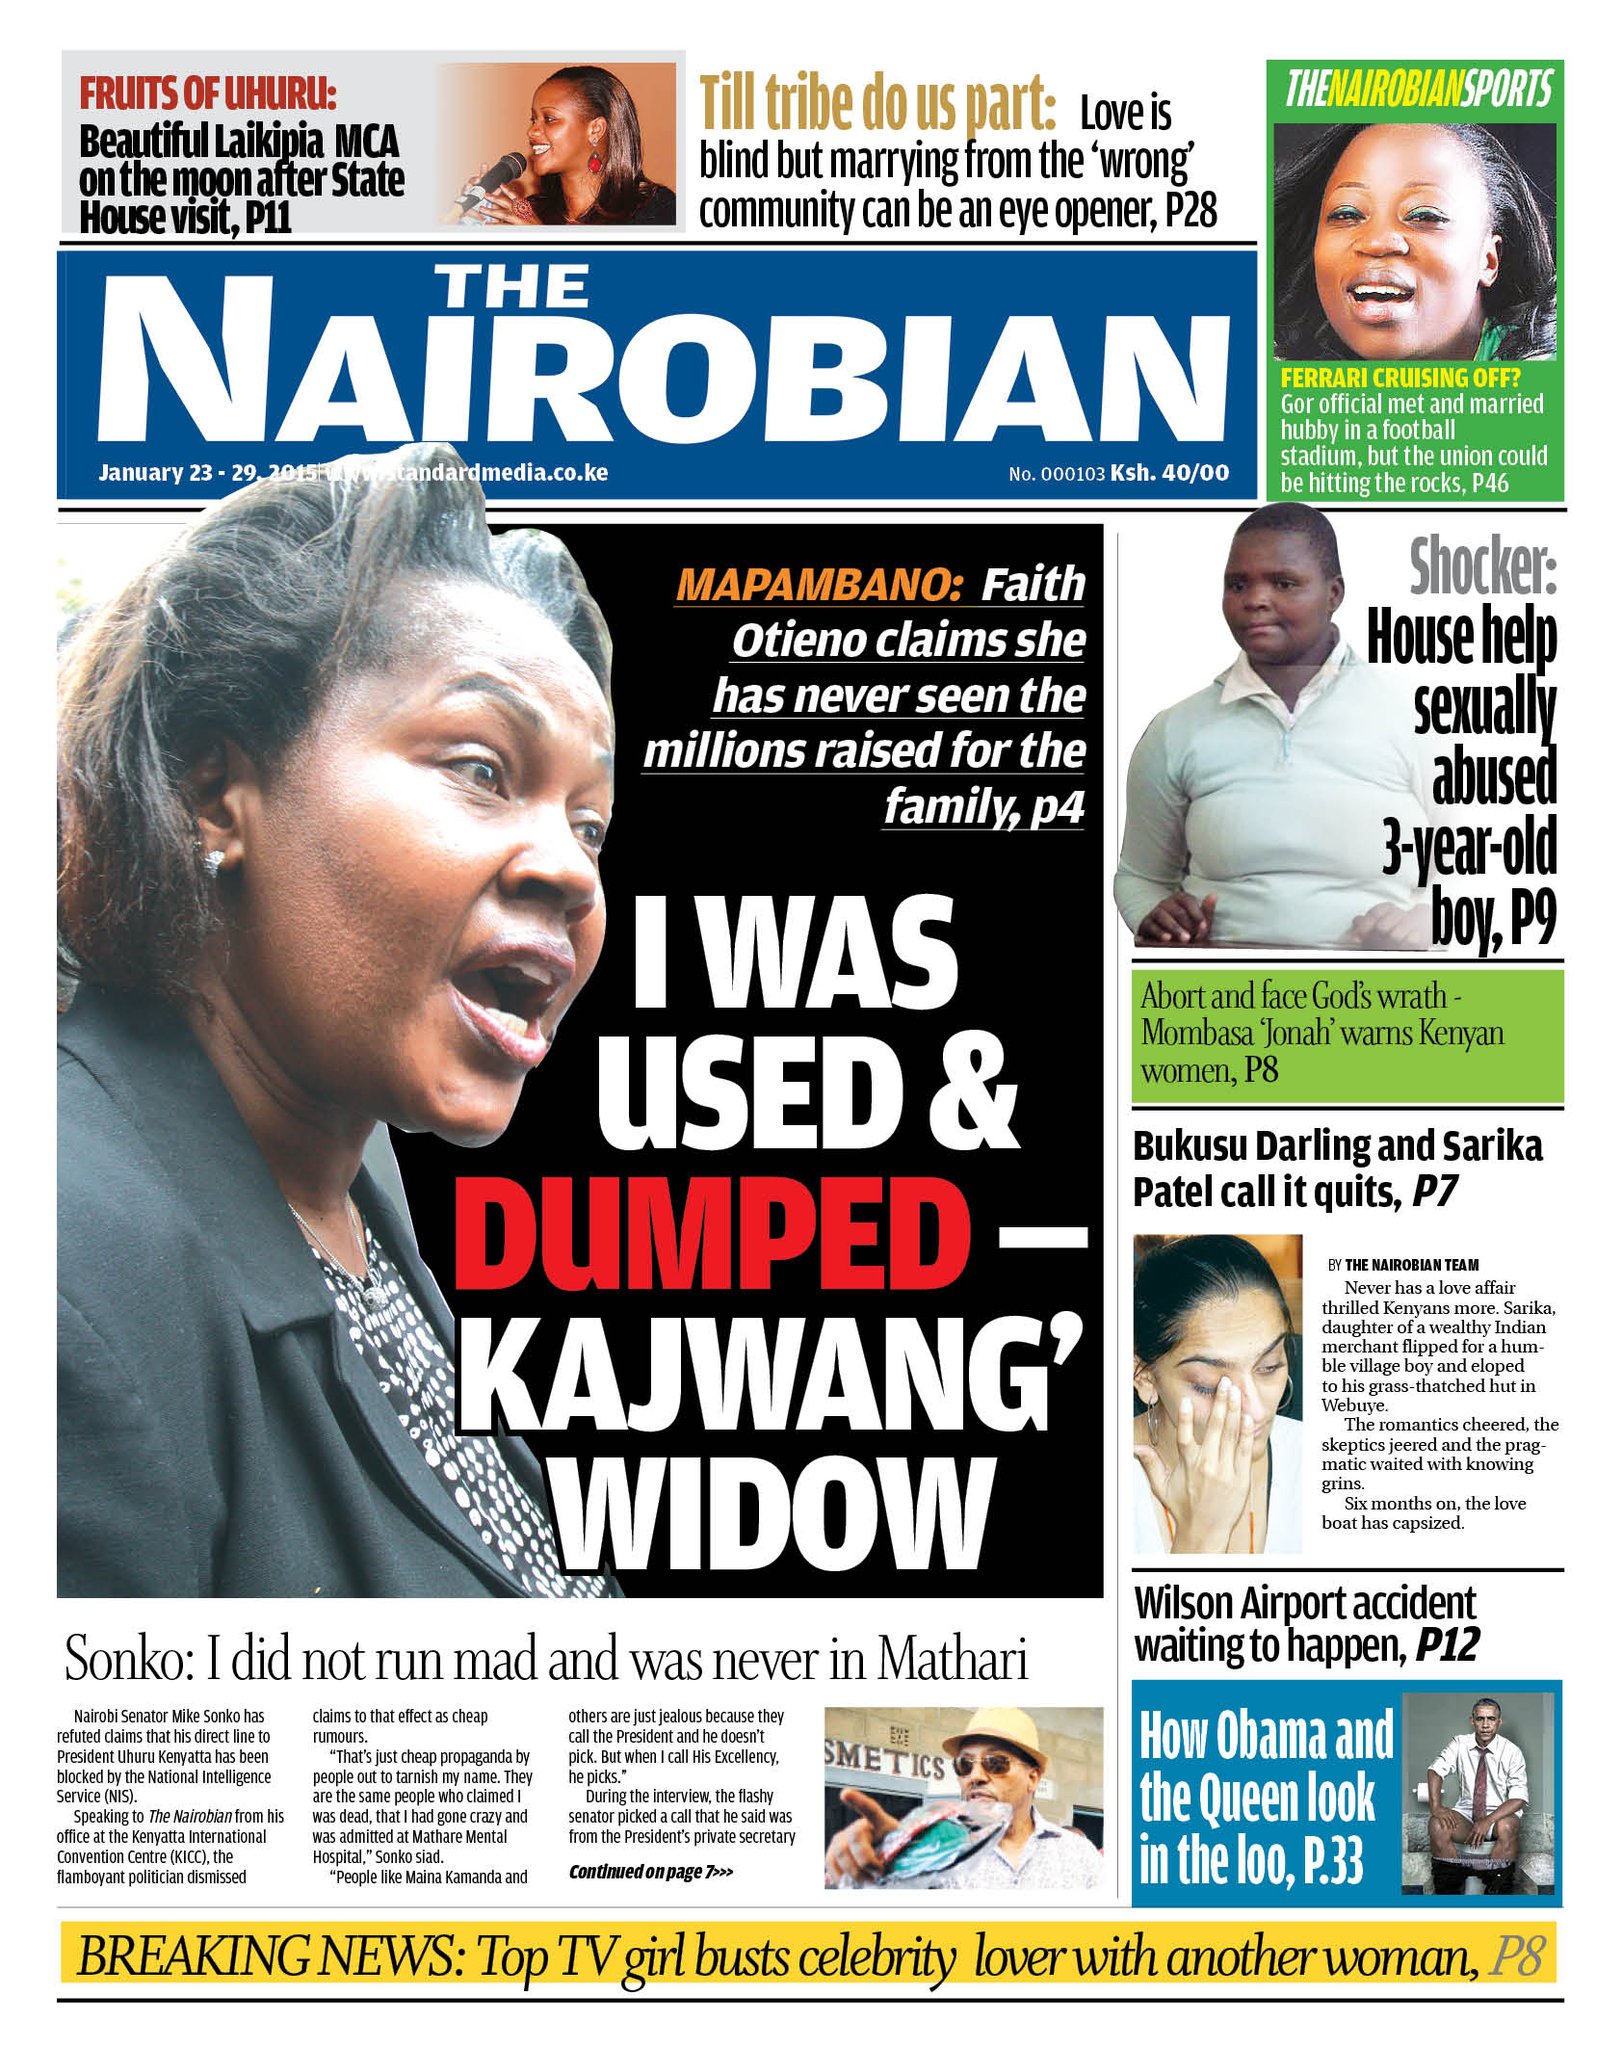 FRUITS OF UHURU:
Beautiful Laikipia MCA
on the moon after State
House visit, P11
Till tribe do us part: Love is
blind but marrying from the ‘wrong’
community can be an eye opener, P28
THENAIROBIANSPORTS
FERRARI CRUISING OFF?
Gor official met and married
hubby in a football
stadium, but the union could
be hitting the rocks, P46
THE
NAIROBIAN
January 23 - 29, 2015 | www.standardmedia.co.ke
No. 000103 Ksh. 40/00
MAPAMBANO: Faith
Otieno claims she
has never seen the
millions raised for the
family, p4
I WAS
USED &
DUMPED –
KAJWANG’
WIDOW
Shocker:
House help
sexually
abused
3-year-old
boy, P9
Abort and face God’s wrath -
Mombasa ‘Jonah’ warns Kenyan
women, P8
Bukusu Darling and Sarika
Patel call it quits, P7
BY THE NAIROBIAN TEAM
Never has a love affair
thrilled Kenyans more. Sarika,
daughter of a wealthy Indian
merchant flipped for a hum-
ble village boy and eloped
to his grass-thatched hut in
Webuye.
The romantics cheered, the
skeptics jeered and the prag-
matic waited with knowing
grins.
Six months on, the love
boat has capsized.
Wilson Airport accident
waiting to happen, P12
How Obama and
the Queen look
in the loo, P.33
Sonko: I did not run mad and was never in Mathari
Nairobi Senator Mike Sonko has
refuted claims that his direct line to
President Uhuru Kenyatta has been
blocked by the National Intelligence
Service (NIS).
Speaking to The Nairobian from his
office at the Kenyatta International
Convention Centre (KICC), the
flamboyant politician dismissed
claims to that effect as cheap
rumours.
“That’s just cheap propaganda by
people out to tarnish my name. They
are the same people who claimed I
was dead, that I had gone crazy and
was admitted at Mathare Mental
Hospital,” Sonko siad.
“People like Maina Kamanda and
others are just jealous because they
call the President and he doesn’t
pick. But when I call His Excellency,
he picks.”
During the interview, the flashy
senator picked a call that he said was
from the President’s private secretary
Continued on page 7>>>
SMETICS
BREAKING NEWS: Top TV girl busts celebrity lover with another woman, P8